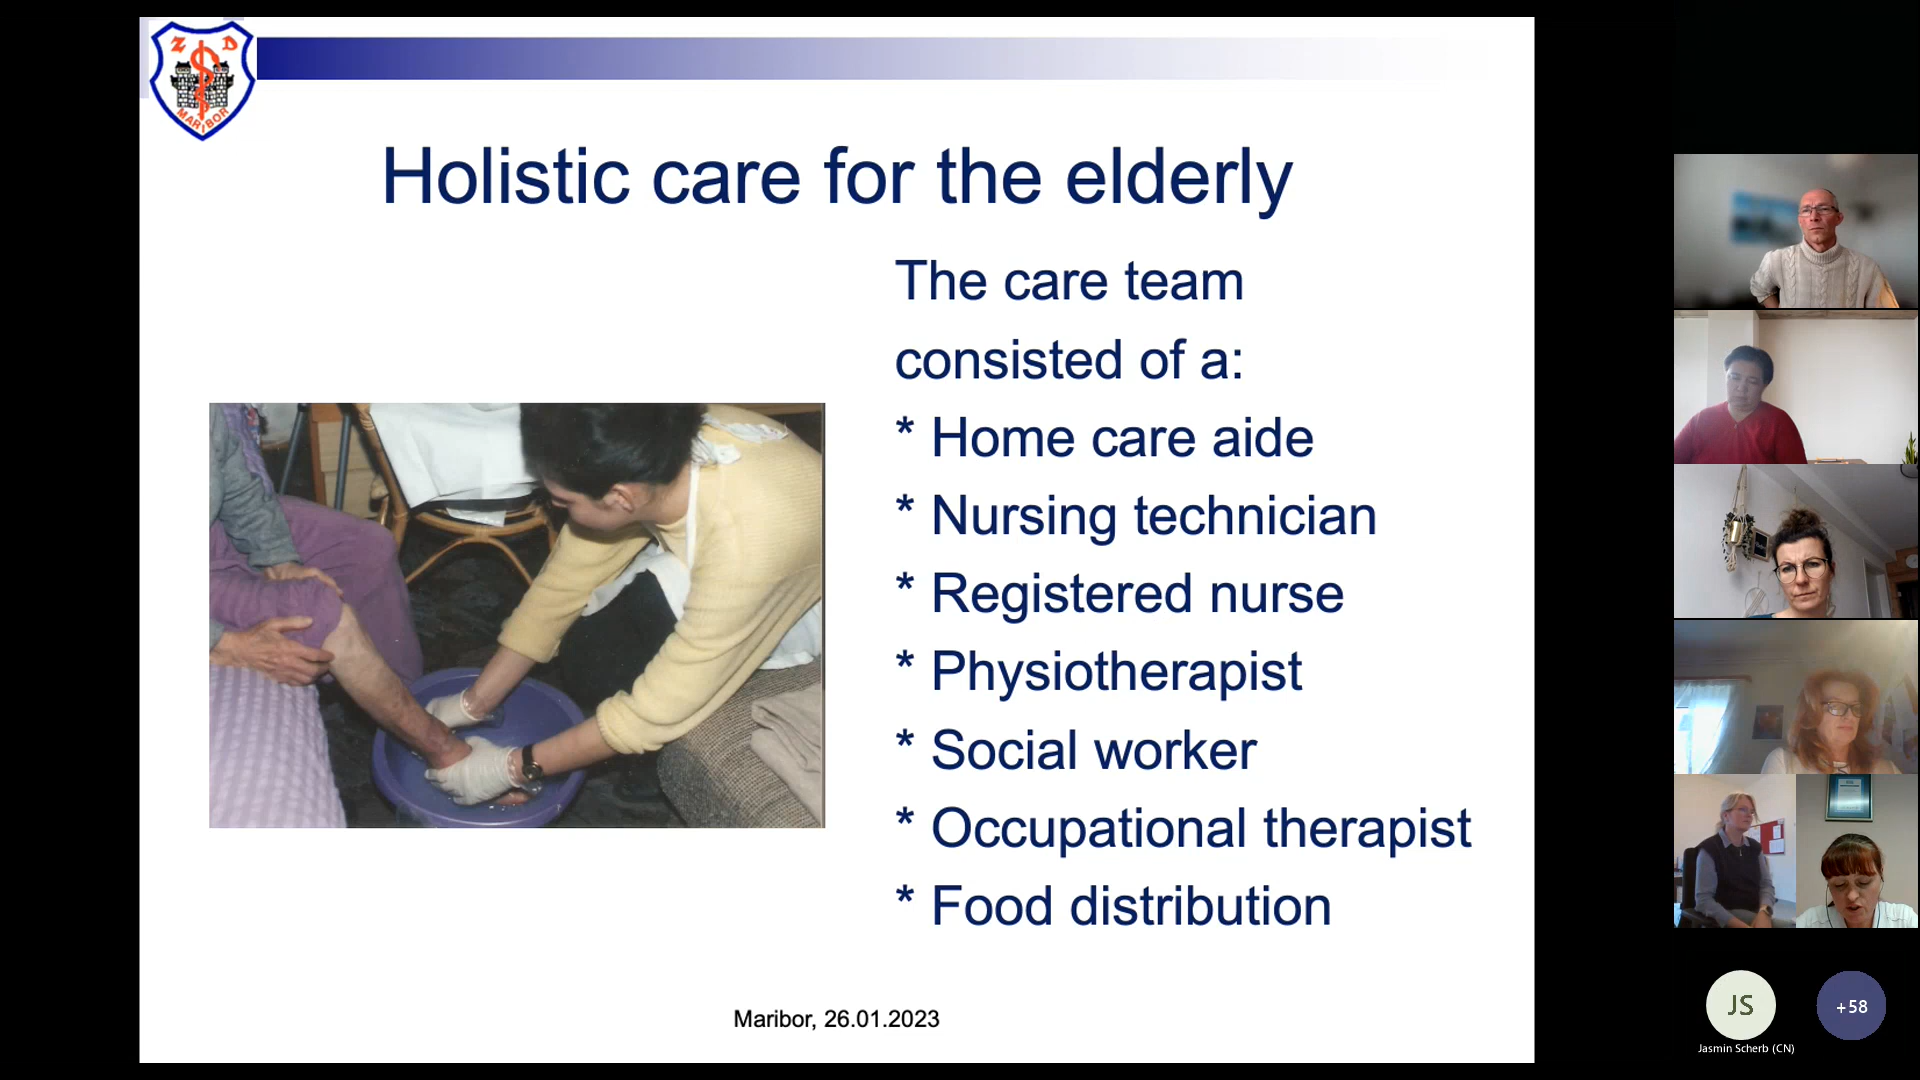 Z D
MARIBOR
Holistic care for the elderly
The care team
consisted of a:
* Home care aide
* Nursing technician
* Registered nurse
* Physiotherapist
* Social worker
* Occupational therapist
* Food distribution
Maribor, 26.01.2023
JS
+58
Jasmin Scherb (CN)